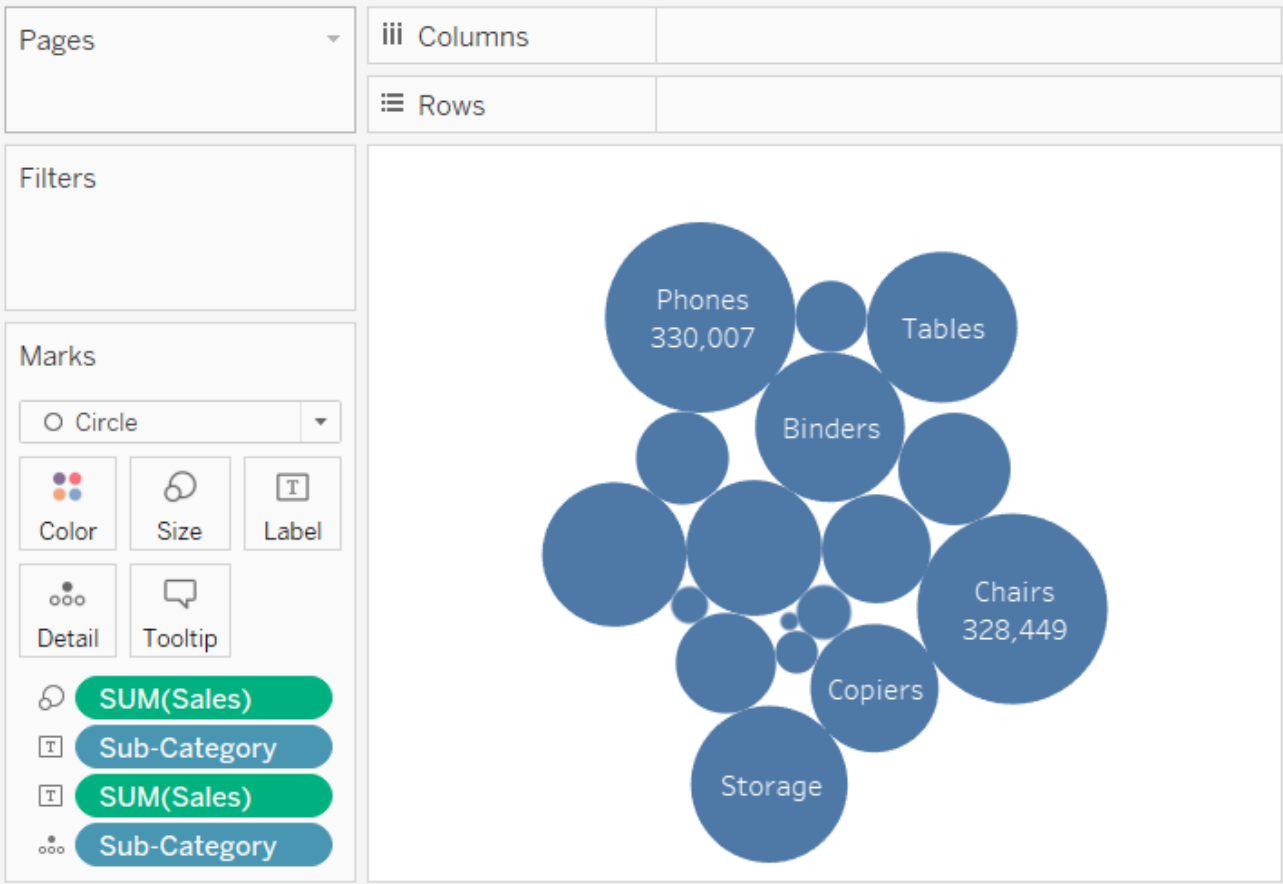 Pages
Columns
Rows
Filters
Marks
Circle
Color
Size
T
Label
Detail
Tooltip
SUM(Sales)
T Sub-Category
T SUM(Sales)
Sub-Category
Phones
330,007
Tables
Binders
Chairs
328,449
Copiers
Storage